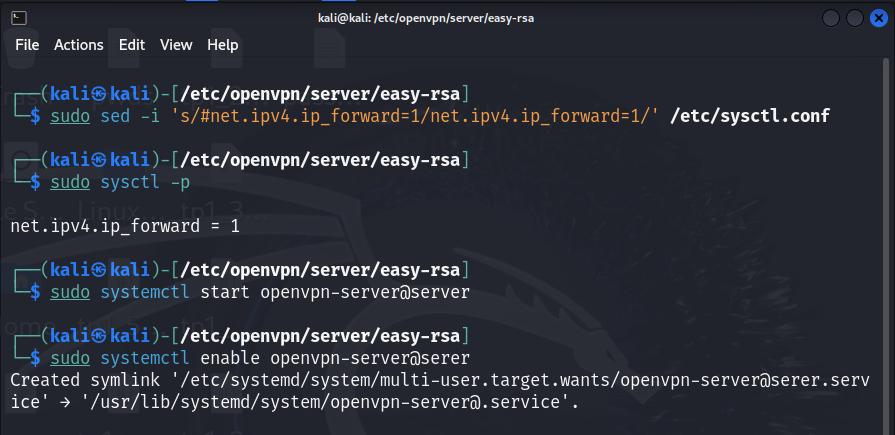 kali@kali: /etc/openvpn/server/easy-rsa
File Actions Edit View Help
┌──(kali㉿kali)-[/etc/openvpn/server/easy-rsa]
└─$ sudo sed -i 's/#net.ipv4.ip_forward=1/net.ipv4.ip_forward=1/' /etc/sysctl.conf
┌──(kali㉿kali)-[/etc/openvpn/server/easy-rsa]
└─$ sudo sysctl -p
net.ipv4.ip_forward = 1
┌──(kali㉿kali)-[/etc/openvpn/server/easy-rsa]
└─$ sudo systemctl start openvpn-server@server
┌──(kali㉿kali)-[/etc/openvpn/server/easy-rsa]
└─$ sudo systemctl enable openvpn-server@serer
Created symlink '/etc/systemd/system/multi-user.target.wants/openvpn-server@serer.serv
ice' → '/usr/lib/systemd/system/openvpn-server@.service'.